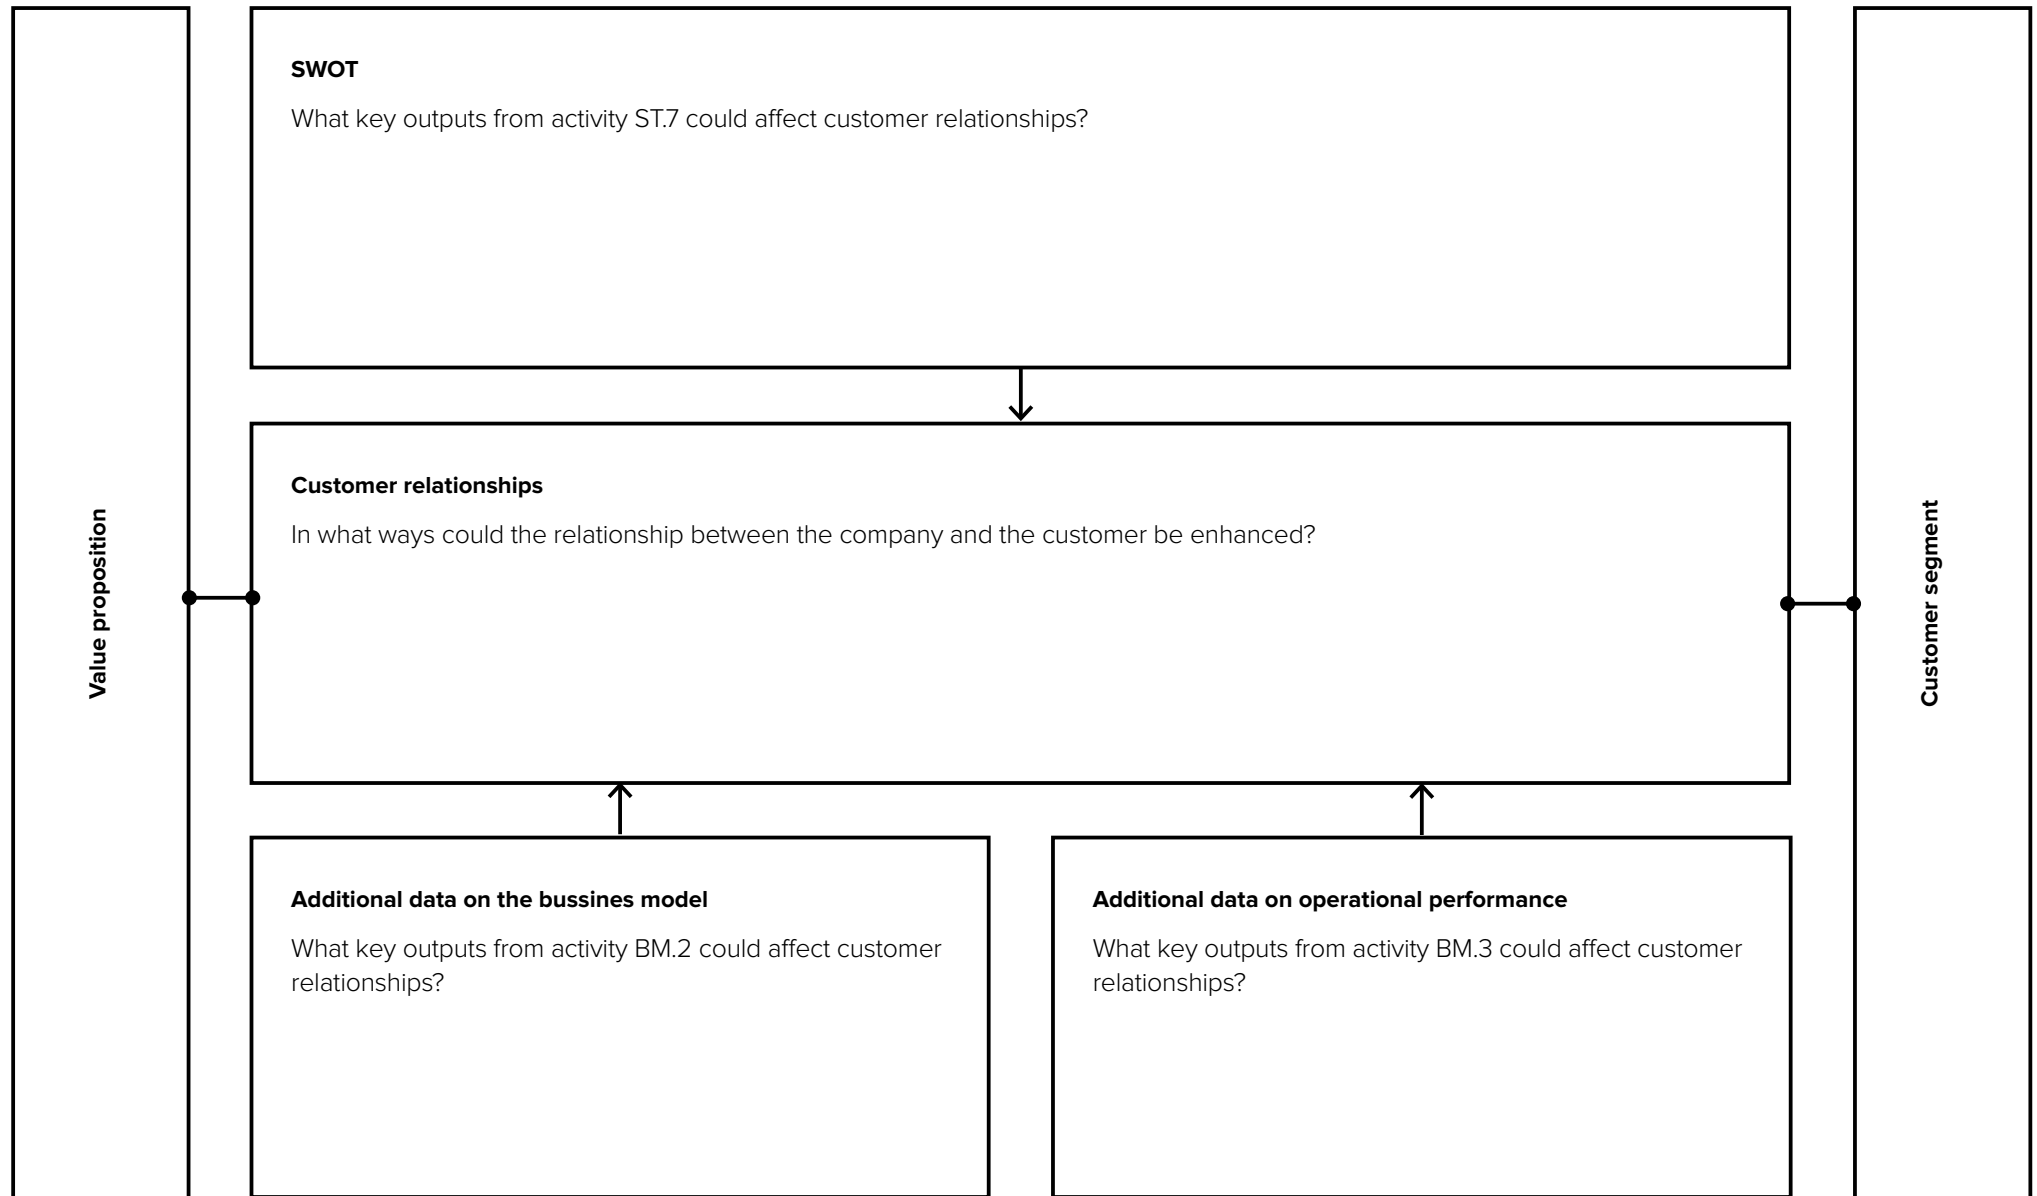 Value proposition
SWOT
What key outputs from activity ST.7 could affect customer relationships?
Customer relationships
In what ways could the relationship between the company and the customer be enhanced?
Additional data on the bussines model
What key outputs from activity BM.2 could affect customer
relationships?
Additional data on operational performance
What key outputs from activity BM.3 could affect customer
relationships?
Customer segment